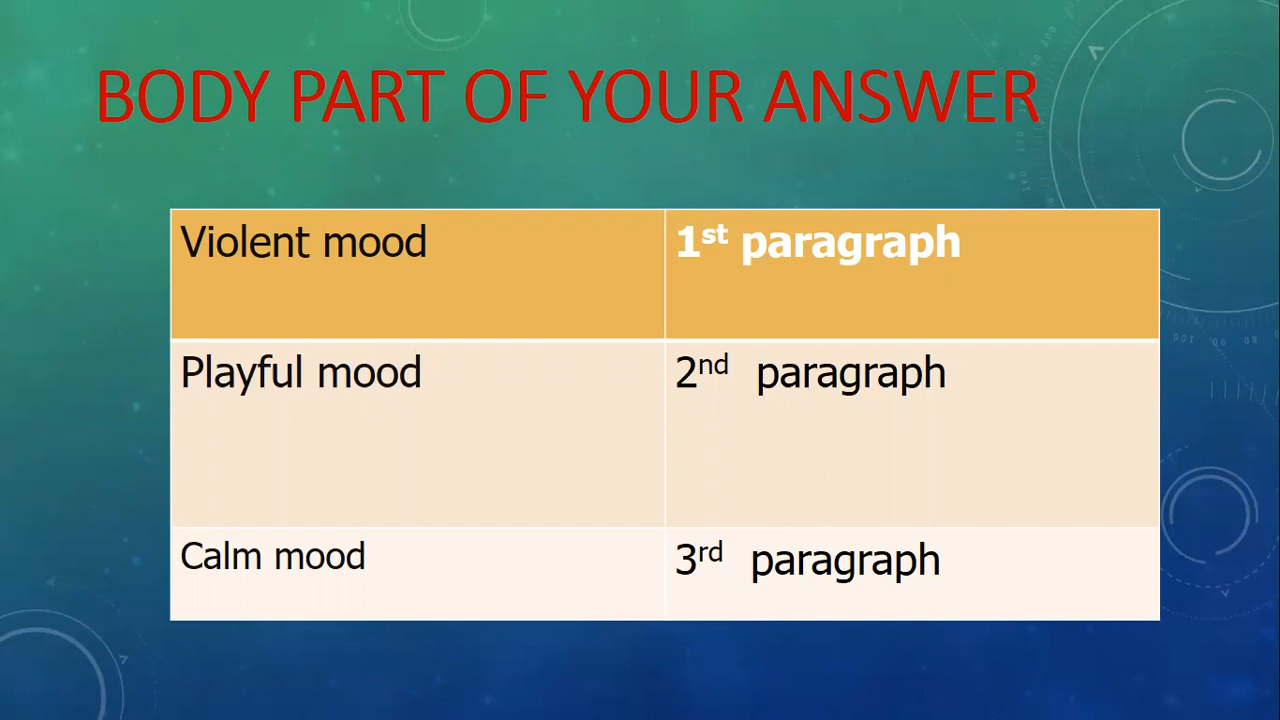 BODY PART OF YOUR ANSWER
Violent mood 1st paragraph
Playful mood 2nd paragraph
Calm mood 3rd paragraph